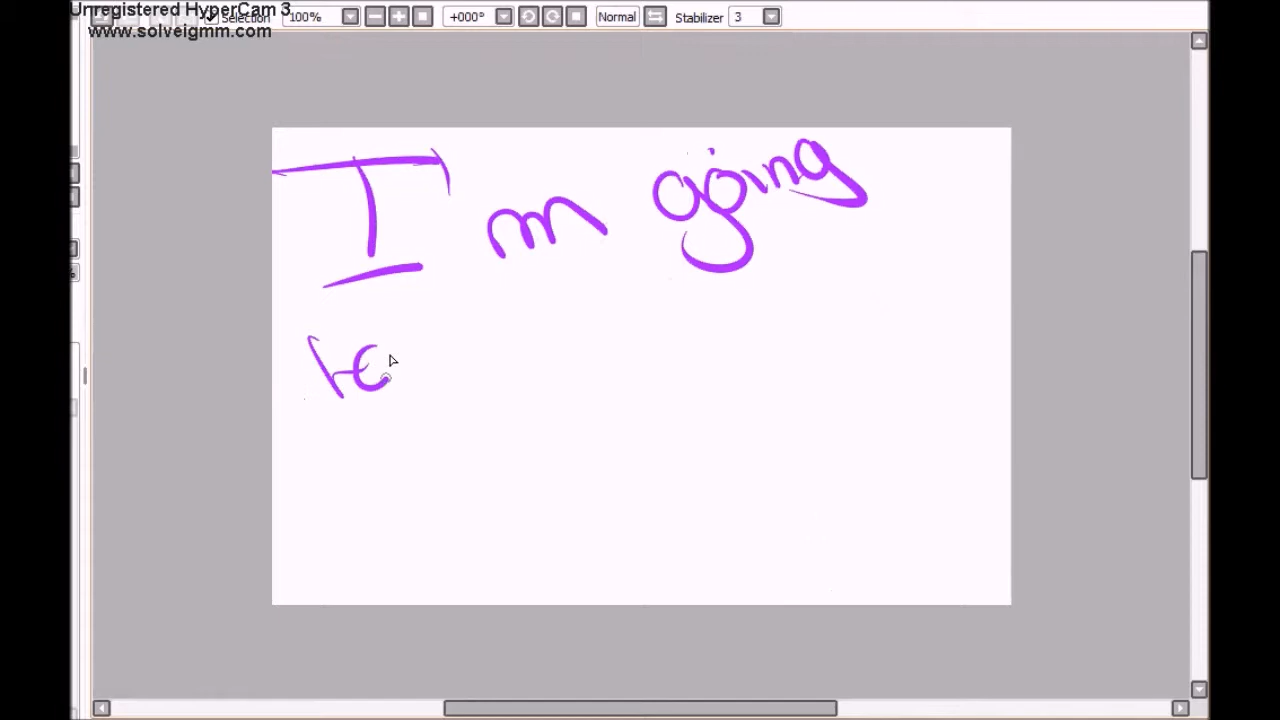 Unregistered HyperCam 3
www.solveigmm.com
Selection 100% +000° Normal Stabilizer 3
I m going